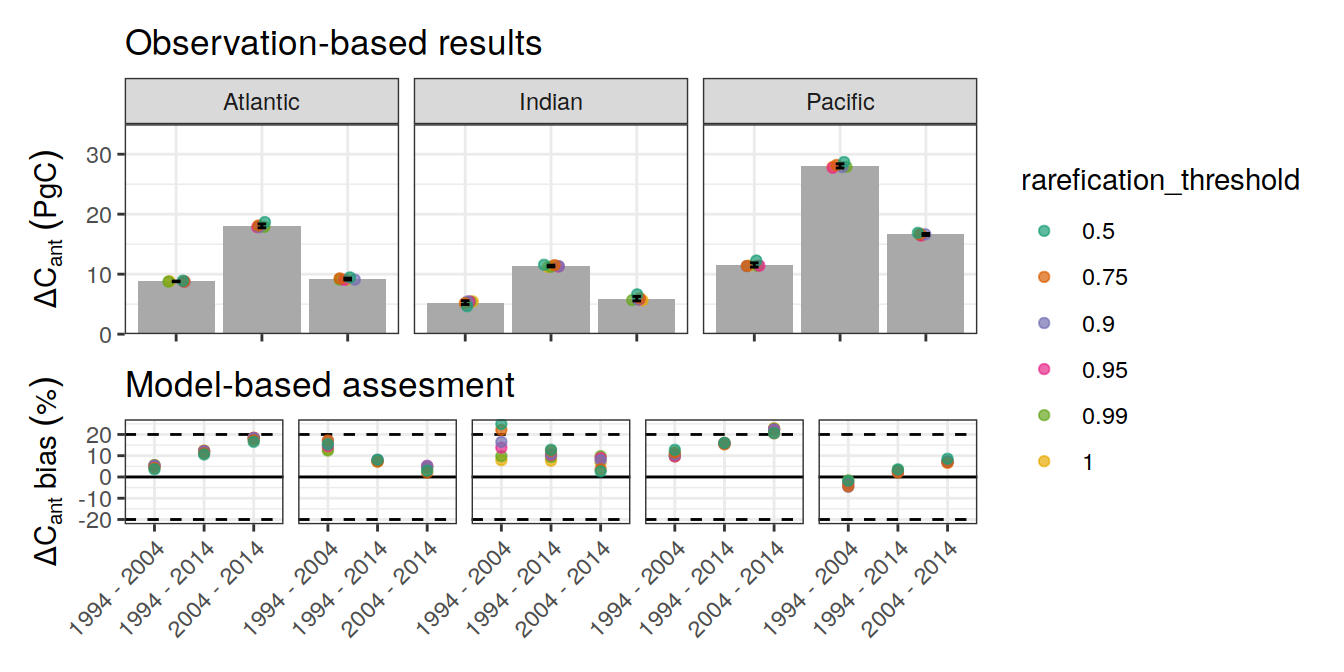 Observation-based results
Atlantic
Indian
Pacific
ΔCant (PgC)
30
20
10
0
rarefication_threshold
0.5
0.75
0.9
0.95
0.99
1
Model-based assesment
ΔCant bias (%)
20
10
0
-10
-20
1994 - 2004
1994 - 2014
2004 - 2014
1994 - 2004
1994 - 2014
2004 - 2014
1994 - 2004
1994 - 2014
2004 - 2014
1994 - 2004
1994 - 2014
2004 - 2014
1994 - 2004
1994 - 2014
2004 - 2014